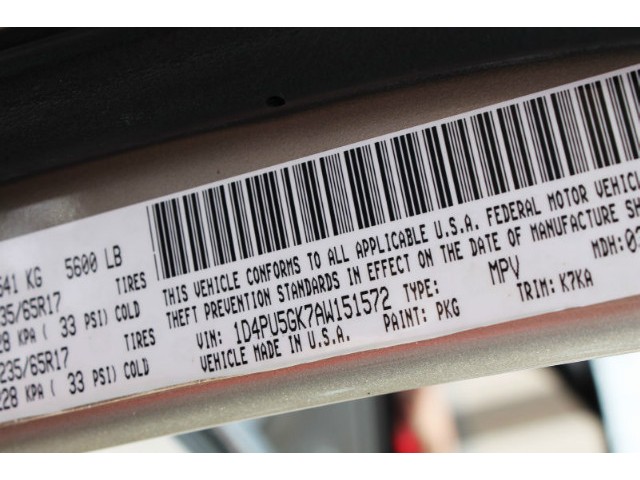 641 KG 5600 LB
TIRES
235/65R17
228 KPA ( 33 PSI) COLD
TIRES
235/65R17
228 KPA ( 33 PSI) COLD
THIS VEHICLE CONFORMS TO ALL APPLICABLE U.S.A. FEDERAL MOTOR VEHICLE
THEFT PREVENTION STANDARDS IN EFFECT ON THE DATE OF MANUFACTURE SH
VIN: 1D4PU5GK7AW151572 TYPE: MPV MDH: 0
VEHICLE MADE IN U.S.A. PAINT: PKG TRIM: K7KA